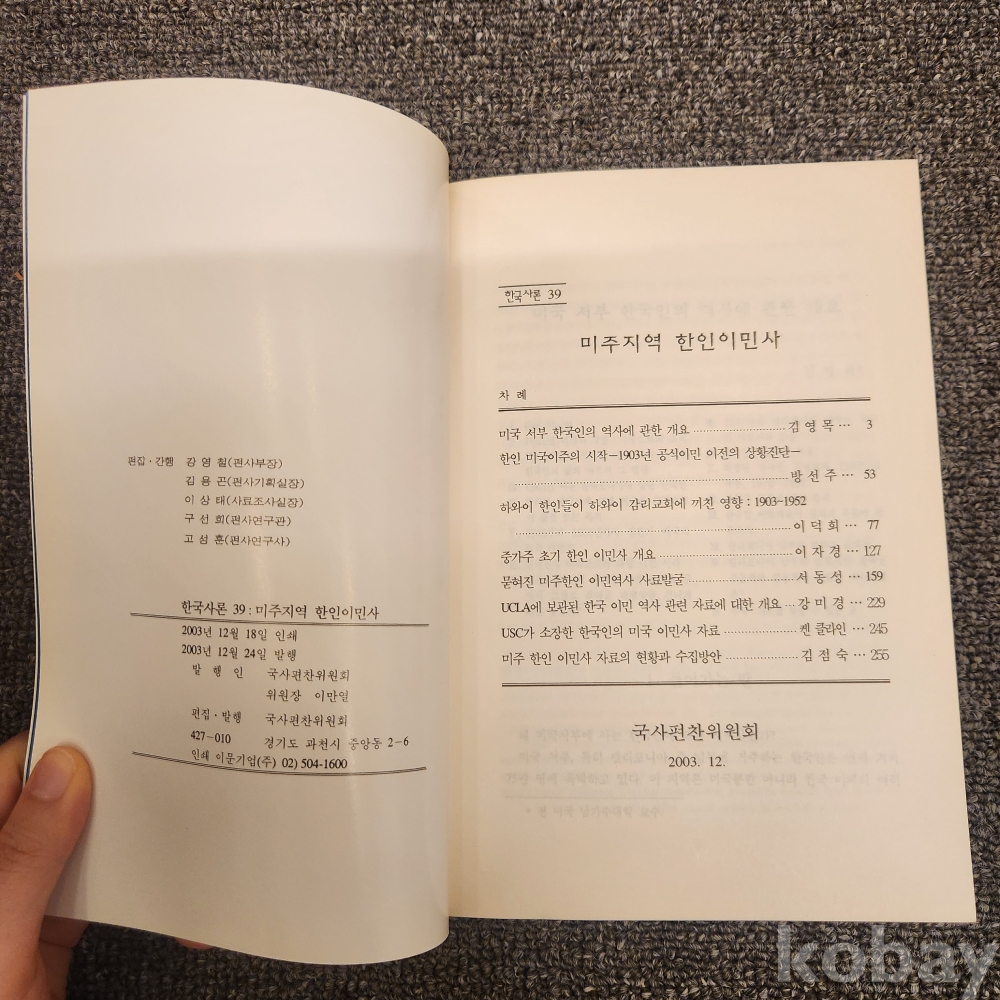 편집 · 간행 강 영 철(편사부장)
김 용 곤(편사기획실장)
이 상 태(사료조사실장)
구 선 희(편사연구관)
고 성 훈(편사연구사)
한국사론 39 : 미주지역 한인이민사
2003년 12월 18일 인쇄
2003년 12월 24일 발행
발 행 인 국사편찬위원회
위원장 이만열
편집 · 발행 국사편찬위원회
427-010 경기도 과천시 중앙동 2-6
인쇄 이문기업(주) 02) 504-1600
한국사론 39
미주지역 한인이민사
차 례
미국 서부 한국인의 역사에 관한 개요 ························ 김 영 목 ··· 3
한인 미국이주의 시작-1903년 공식이민 이전의 상황진단-
························ 방 선 주 ··· 53
하와이 한인들이 하와이 감리교회에 끼친 영향 : 1903~1952
························ 이 덕 희 ··· 77
중가주 초기 한인 이민사 개요 ························ 이 자 경 ··· 127
묻혀진 미주한인 이민역사 사료발굴 ························ 서 동 성 ··· 159
UCLA에 보관된 한국 이민 역사 관련 자료에 대한 개요 ··· 강 미 경 ··· 229
USC가 소장한 한국인의 미국 이민사 자료 ··················· 켄 클라인 ··· 245
미주 한인 이민사 자료의 현황과 수집방안 ··················· 김 점 숙 ··· 255
국사편찬위원회
2003. 12.
kobay